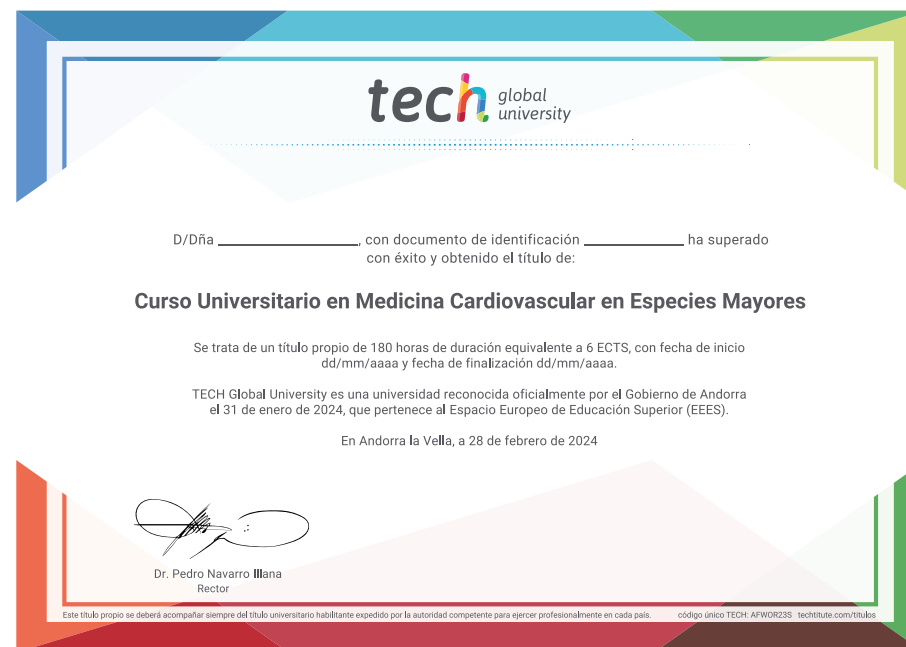 tech global university
D/Dña ____________, con documento de identificación ____________ ha superado
con éxito y obtenido el título de:
Curso Universitario en Medicina Cardiovascular en Especies Mayores
Se trata de un título propio de 180 horas de duración equivalente a 6 ECTS, con fecha de inicio
dd/mm/aaaa y fecha de finalización dd/mm/aaaa.
TECH Global University es una universidad reconocida oficialmente por el Gobierno de Andorra
el 31 de enero de 2024, que pertenece al Espacio Europeo de Educación Superior (EEES).
En Andorra la Vella, a 28 de febrero de 2024
Dr. Pedro Navarro Illana
Rector
Este título propio se deberá acompañar siempre del título universitario habilitante expedido por la autoridad competente para ejercer profesionalmente en cada país. código único TECH: AFWOR23S techtitute.com/titulos